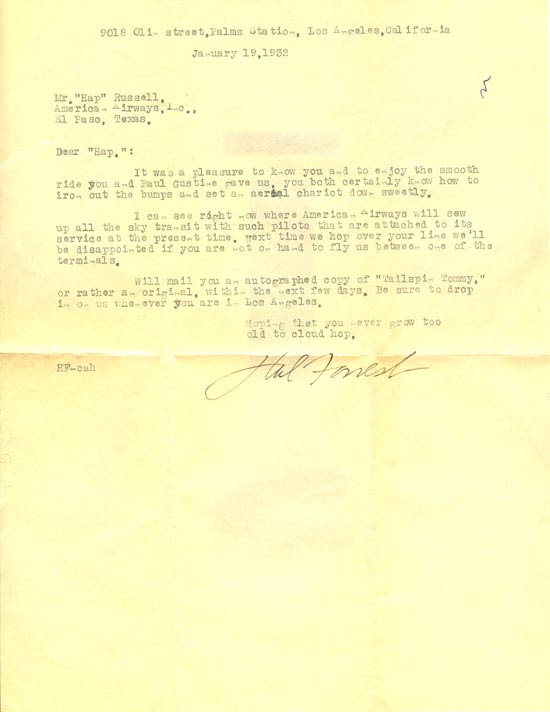 9018 Olin street,Palms Station, Los Angeles,California
January 19,1932
Mr."Hap" Russell,
American Airways,Inc.,
El Paso, Texas.
Dear "Hap,":
It was a pleasure to know you and to enjoy the smooth
ride you and Paul Gustine gave us, you both certainly know how to
iron out the bumps and set an aerial chariot down sweetly.
I can see right now where American Airways will sew
up all the sky transit with such pilots that are attached to its
service at the present time. Next time we hop over your line we'll
be disappointed if you are not on hand to fly us between one of the
terminals.
Will mail you an autographed copy of "Tailspin Tommy,"
or rather an original, within the next few days. Be sure to drop
in on us whenever you are in Los Angeles.
Hoping that you never grow too
old to cloud hop,
HF-cah
Hal Forrest